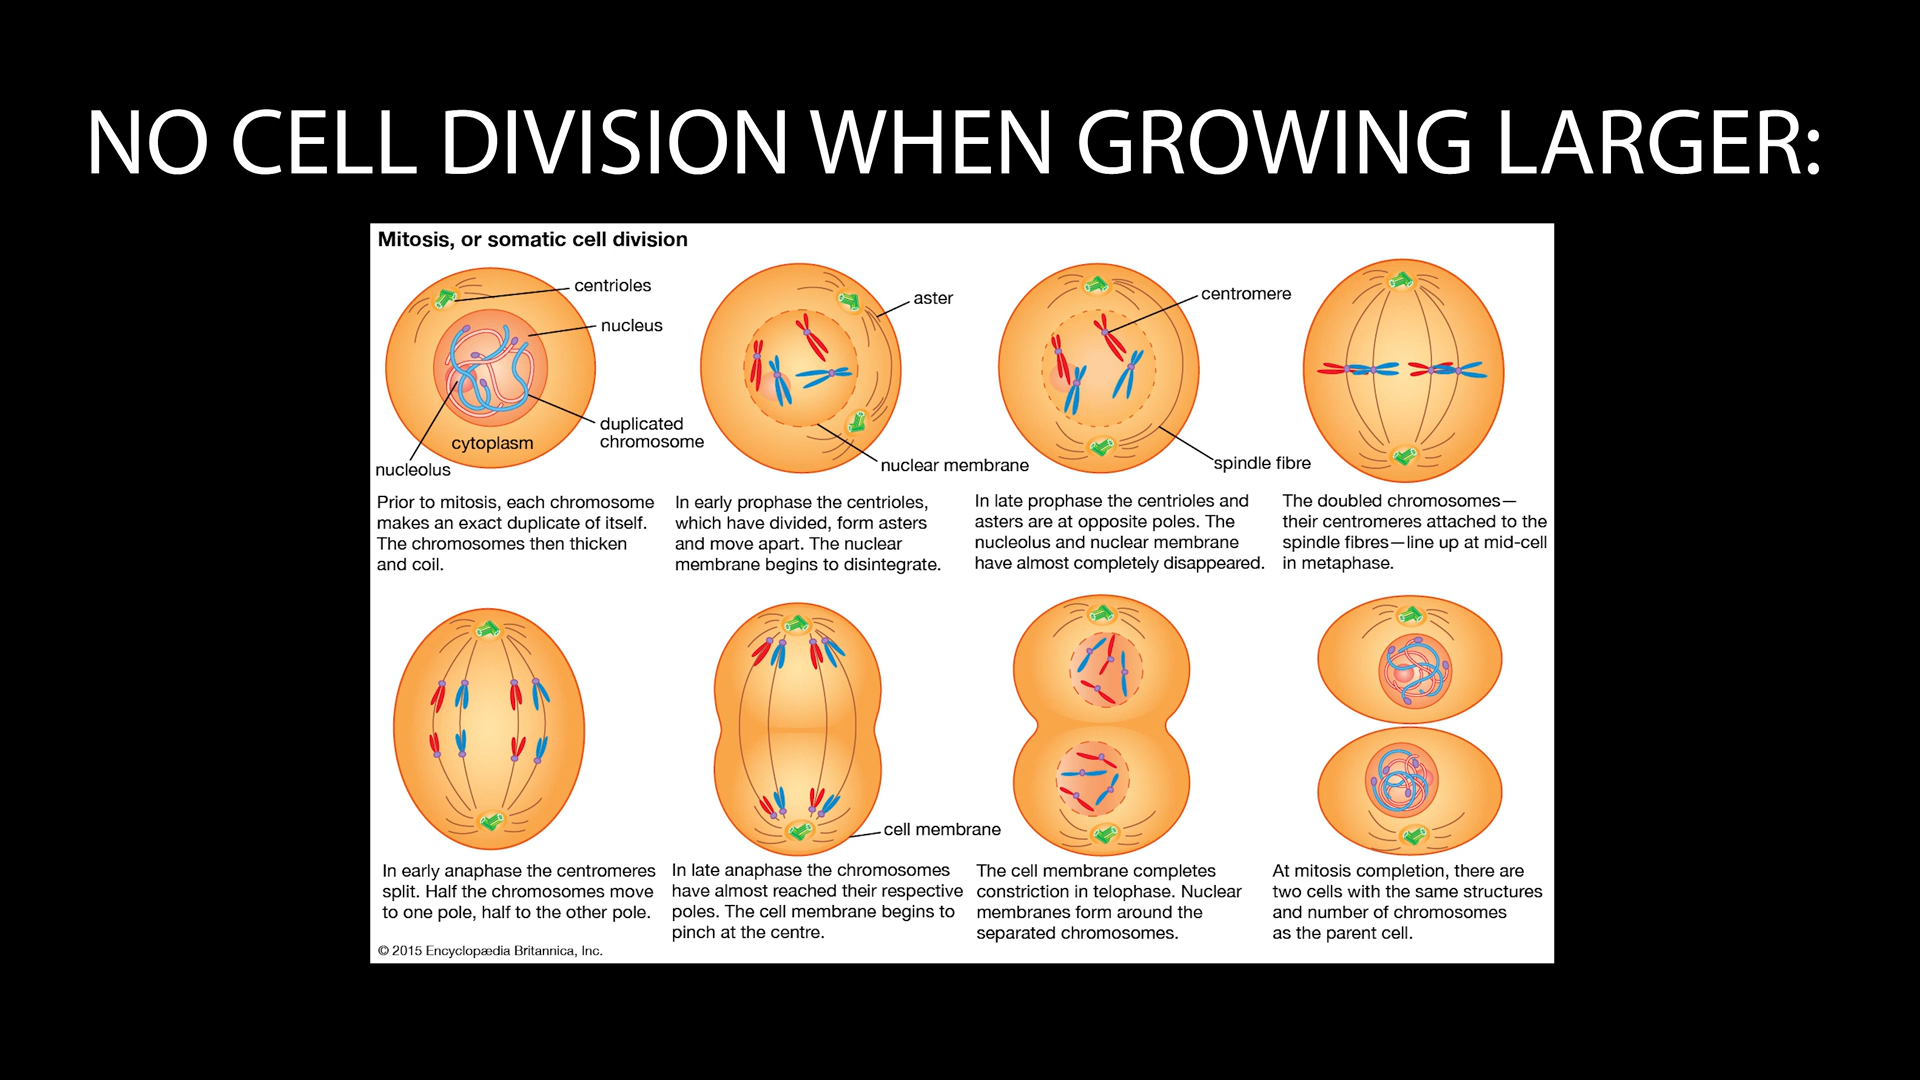 NO CELL DIVISION WHEN GROWING LARGER:
Mitosis, or somatic cell division
centrioles
nucleus
duplicated
chromosome
cytoplasm
nucleolus
aster
nuclear membrane
centromere
spindle fibre
Prior to mitosis, each chromosome
makes an exact duplicate of itself.
The chromosomes then thicken
and coil.
In early prophase the centrioles,
which have divided, form asters
and move apart. The nuclear
membrane begins to disintegrate.
In late prophase the centrioles and
asters are at opposite poles. The
nucleolus and nuclear membrane
have almost completely disappeared.
The doubled chromosomes—
their centromeres attached to the
spindle fibres—line up at mid-cell
in metaphase.
cell membrane
In early anaphase the centromeres
split. Half the chromosomes move
to one pole, half to the other pole.
In late anaphase the chromosomes
have almost reached their respective
poles. The cell membrane begins to
pinch at the centre.
The cell membrane completes
constriction in telophase. Nuclear
membranes form around the
separated chromosomes.
At mitosis completion, there are
two cells with the same structures
and number of chromosomes
as the parent cell.
© 2015 Encyclopædia Britannica, Inc.